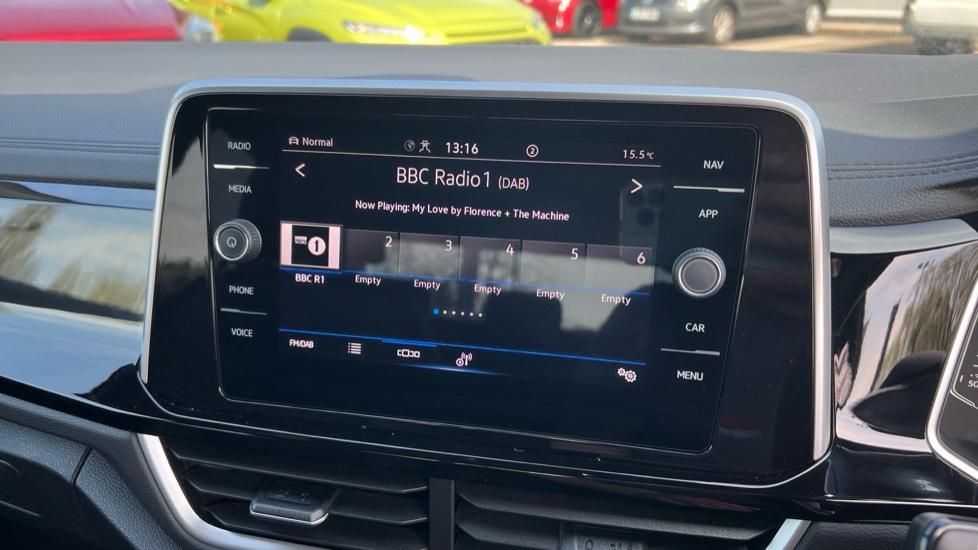 RADIO
MEDIA
PHONE
VOICE
Normal 13:16 2 15.5°C
< BBC Radio1 (DAB) >
Now Playing: My Love by Florence + The Machine
1 2 3 4 5 6
BBC R1 Empty Empty Empty Empty Empty
FM/DAB
NAV
APP
CAR
MENU